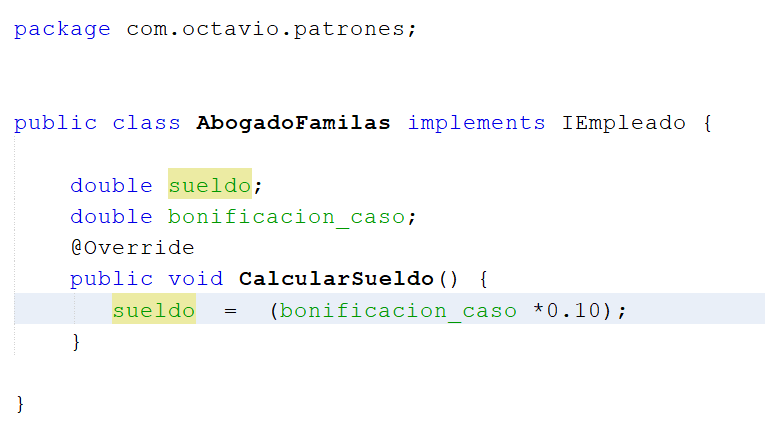 package com.octavio.patrones;
public class AbogadoFamilas implements IEmpleado {
double sueldo;
double bonificacion_caso;
@Override
public void CalcularSueldo() {
sueldo = (bonificacion_caso *0.10);
}
}